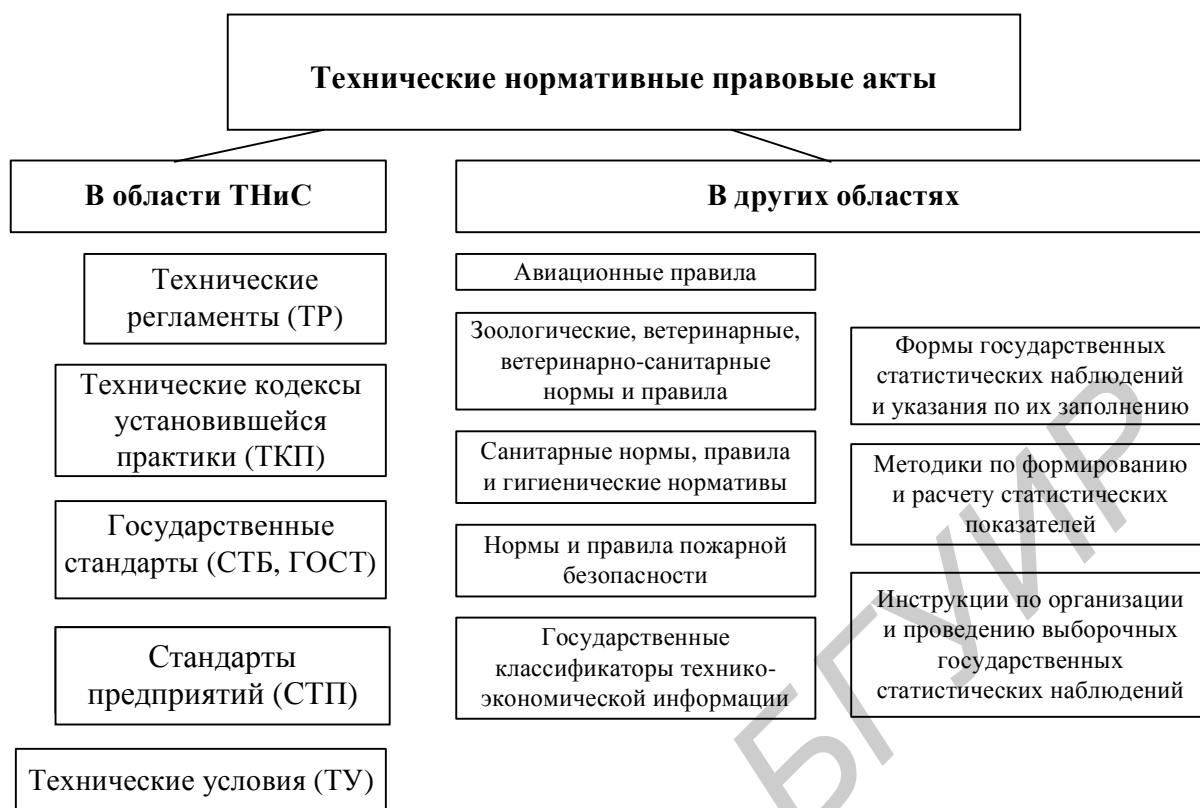 Технические нормативные правовые акты
В области ТНиС
Технические
регламенты (ТР)
Технические кодексы
установившейся
практики (ТКП)
Государственные
стандарты (СТБ, ГОСТ)
Стандарты
предприятий (СТП)
Технические условия (ТУ)
В других областях
Авиационные правила
Зоологические, ветеринарные,
ветеринарно-санитарные
нормы и правила
Санитарные нормы, правила
и гигиенические нормативы
Нормы и правила пожарной
безопасности
Государственные
классификаторы технико-
экономической информации
Формы государственных
статистических наблюдений
и указания по их заполнению
Методики по формированию
и расчету статистических
показателей
Инструкции по организации
и проведению выборочных
государственных
статистических наблюдений
БГУИР